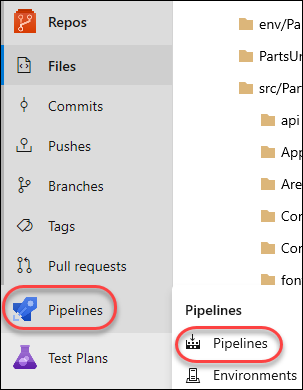 Repos
Files
Commits
Pushes
Branches
Tags
Pull requests
Pipelines
Test Plans
env/Pa
PartsUn
src/Par
api
App
Are
Cor
Cor
fon
Pipelines
Pipelines
Environments